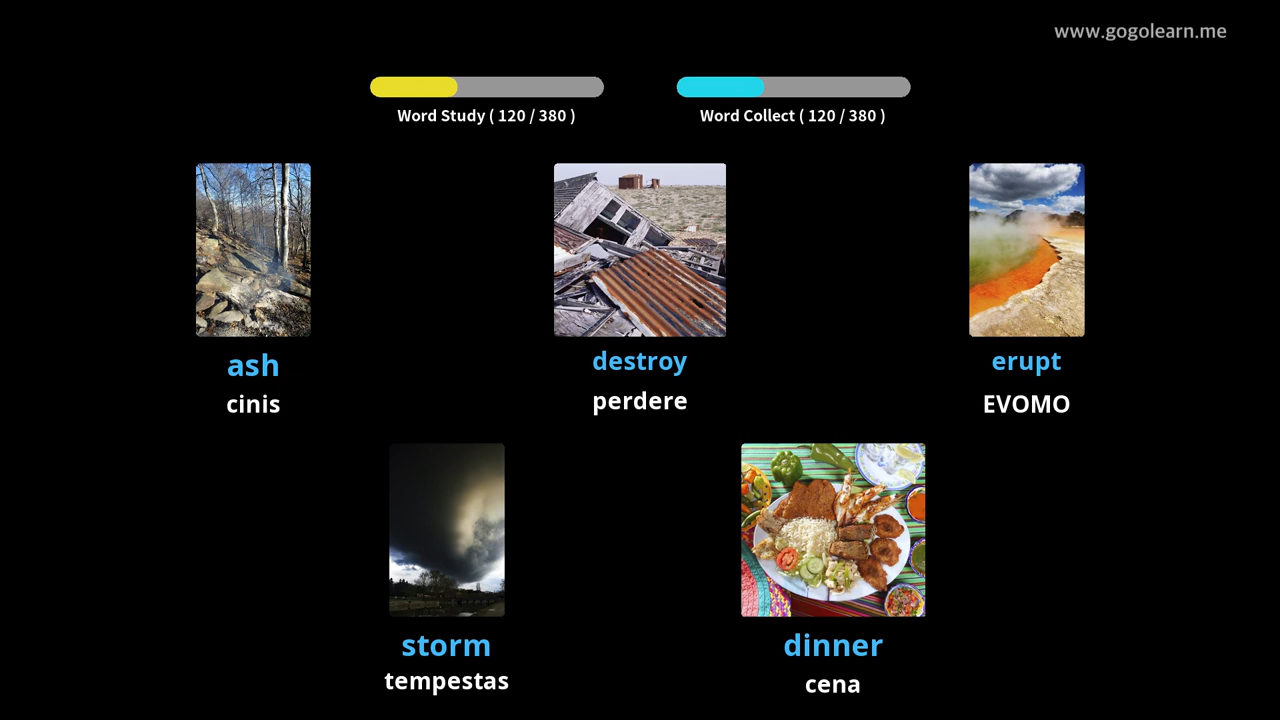 www.gogolearn.me
Word Study ( 120 / 380 )
Word Collect ( 120 / 380 )
ash
cinis
destroy
perdere
erupt
EVOMO
storm
tempestas
dinner
cena